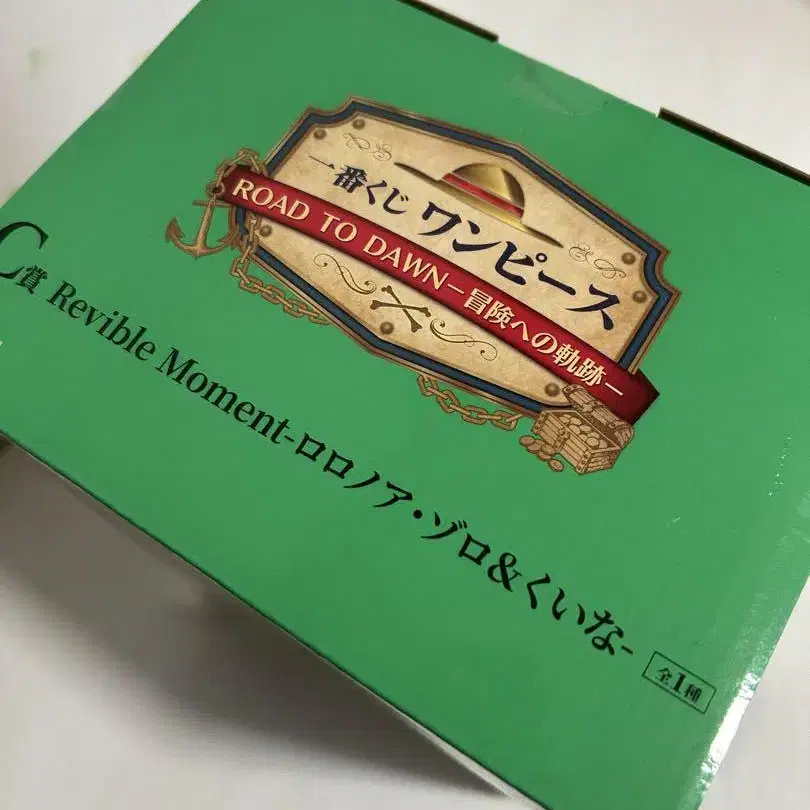 一番くじ ワンピース
ROAD TO DAWN－冒険への軌跡－
C賞 Revible Moment-ロロノア・ゾロ&くいな-
全1種